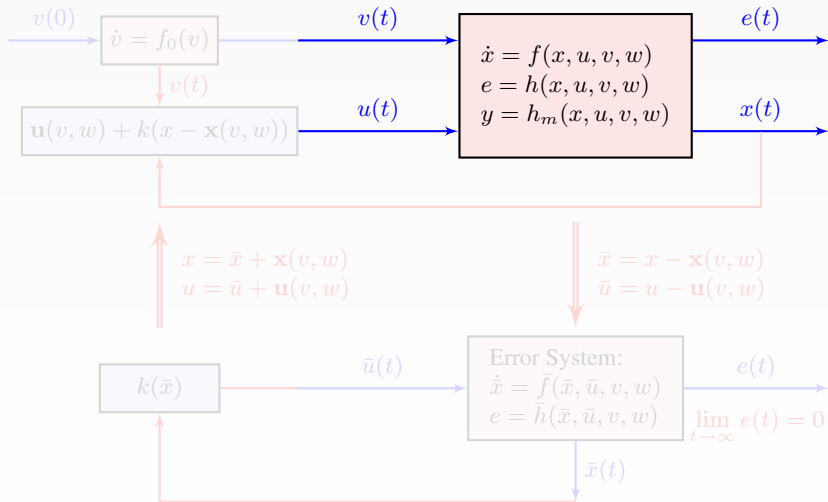 v(0)
v̇ = f₀(v)
v(t)
e(t)
ẋ = f(x, u, v, w)
e = h(x, u, v, w)
y = hₘ(x, u, v, w)
v(t)
𝐮(v, w) + k(x − 𝐱(v, w))
u(t)
x(t)
x = x̄ + 𝐱(v, w)
u = ū + 𝐮(v, w)
x̄ = x − 𝐱(v, w)
ū = u − 𝐮(v, w)
k(x̄)
ū(t)
Error System:
x̄̇ = f̄(x̄, ū, v, w)
e = h̄(x̄, ū, v, w)
e(t)
lim e(t) = 0
t→∞
x̄(t)